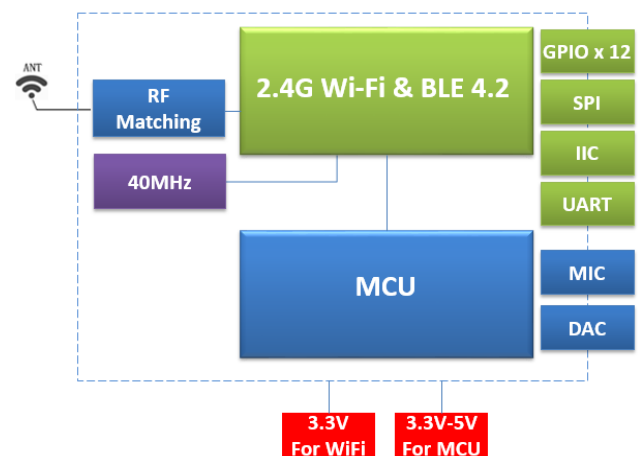 ANT
RF
Matching
40MHz
2.4G Wi-Fi & BLE 4.2
MCU
GPIO x 12
SPI
IIC
UART
MIC
DAC
3.3V
For WiFi
3.3V-5V
For MCU